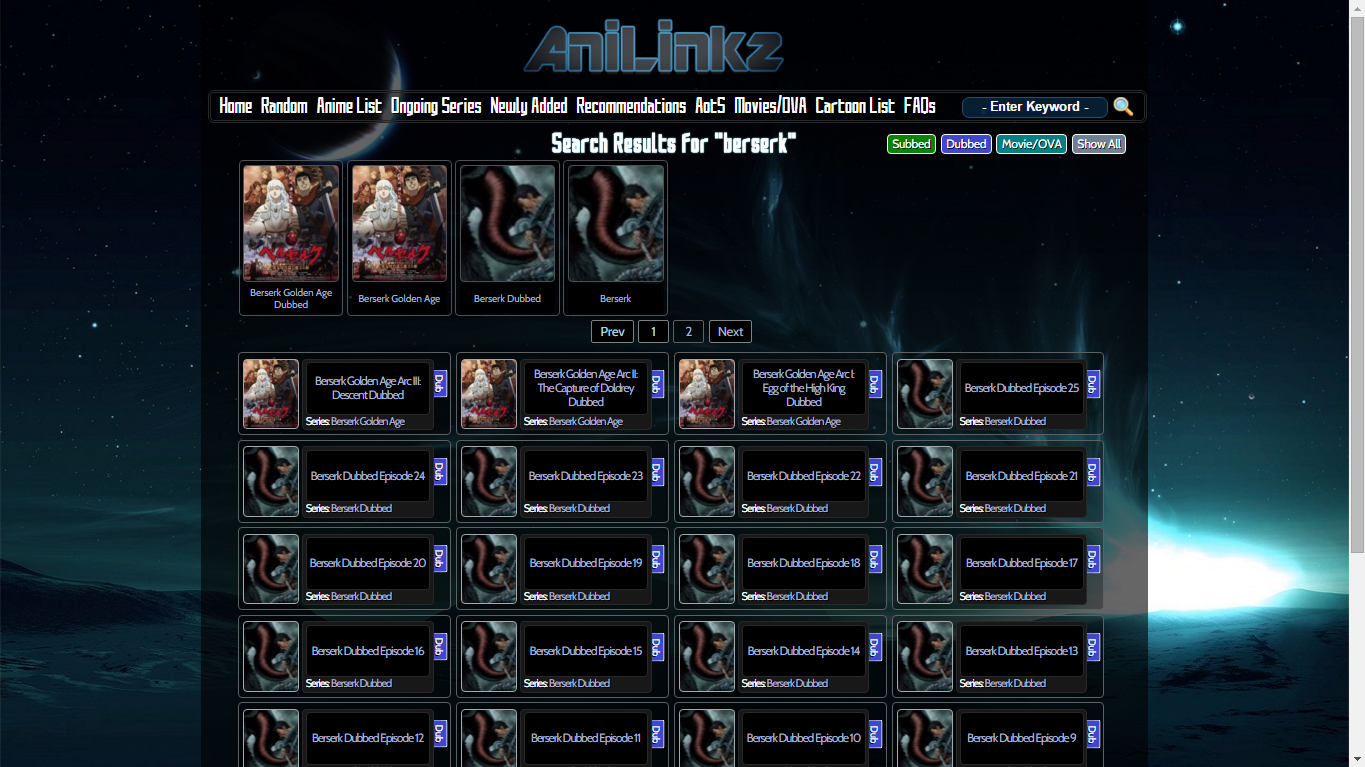 AniLinkz
Home Random Anime List Ongoing Series Newly Added Recommendations AotS Movies/OVA Cartoon List FAQs - Enter Keyword -
Search Results for "berserk"
Subbed Dubbed Movie/OVA Show All
ベルセルク ベルセルク
Berserk Golden Age
Dubbed
Berserk Golden Age
Berserk Dubbed
Berserk
Prev 1 2 Next
Berserk Golden Age Arc III:
Descent Dubbed
Dub
Series: Berserk Golden Age
Berserk Golden Age Arc II:
The Capture of Doldrey
Dubbed
Dub
Series: Berserk Golden Age
Berserk Golden Age Arc I:
Egg of the High King
Dubbed
Dub
Series: Berserk Golden Age
Berserk Dubbed Episode 25
Dub
Series: Berserk Dubbed
Berserk Dubbed Episode 24
Dub
Series: Berserk Dubbed
Berserk Dubbed Episode 23
Dub
Series: Berserk Dubbed
Berserk Dubbed Episode 22
Dub
Series: Berserk Dubbed
Berserk Dubbed Episode 21
Dub
Series: Berserk Dubbed
Berserk Dubbed Episode 20
Dub
Series: Berserk Dubbed
Berserk Dubbed Episode 19
Dub
Series: Berserk Dubbed
Berserk Dubbed Episode 18
Dub
Series: Berserk Dubbed
Berserk Dubbed Episode 17
Dub
Series: Berserk Dubbed
Berserk Dubbed Episode 16
Dub
Series: Berserk Dubbed
Berserk Dubbed Episode 15
Dub
Series: Berserk Dubbed
Berserk Dubbed Episode 14
Dub
Series: Berserk Dubbed
Berserk Dubbed Episode 13
Dub
Series: Berserk Dubbed
Berserk Dubbed Episode 12
Dub
Berserk Dubbed Episode 11
Dub
Berserk Dubbed Episode 10
Dub
Berserk Dubbed Episode 9
Dub